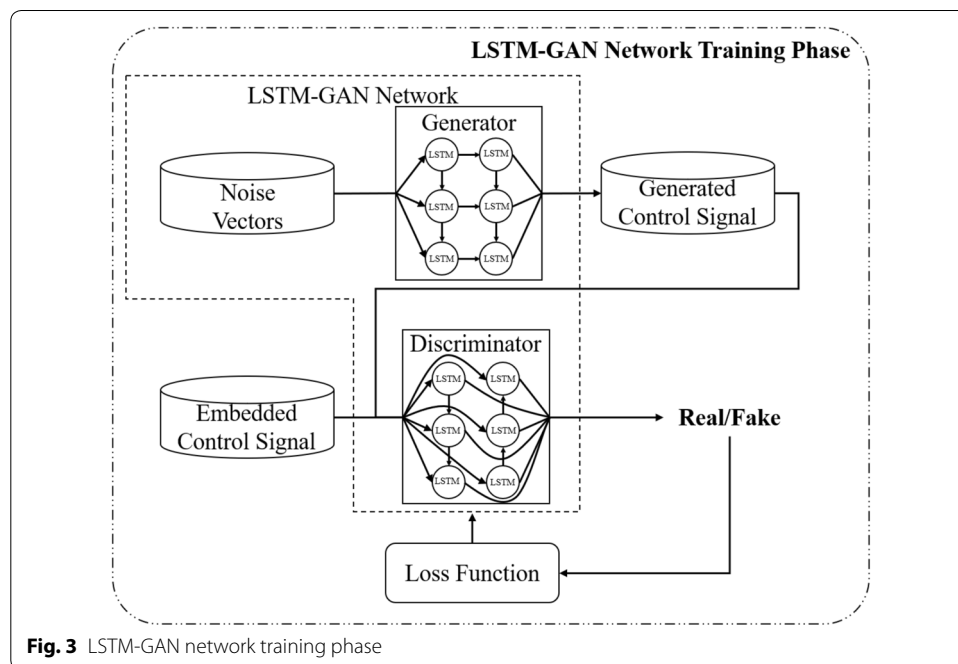 LSTM-GAN Network Training Phase
LSTM-GAN Network
Generator
LSTM LSTM
LSTM LSTM
LSTM LSTM
Noise
Vectors
Generated
Control Signal
Discriminator
LSTM LSTM
LSTM LSTM
LSTM LSTM
Embedded
Control Signal
Real/Fake
Loss Function
Fig. 3 LSTM-GAN network training phase